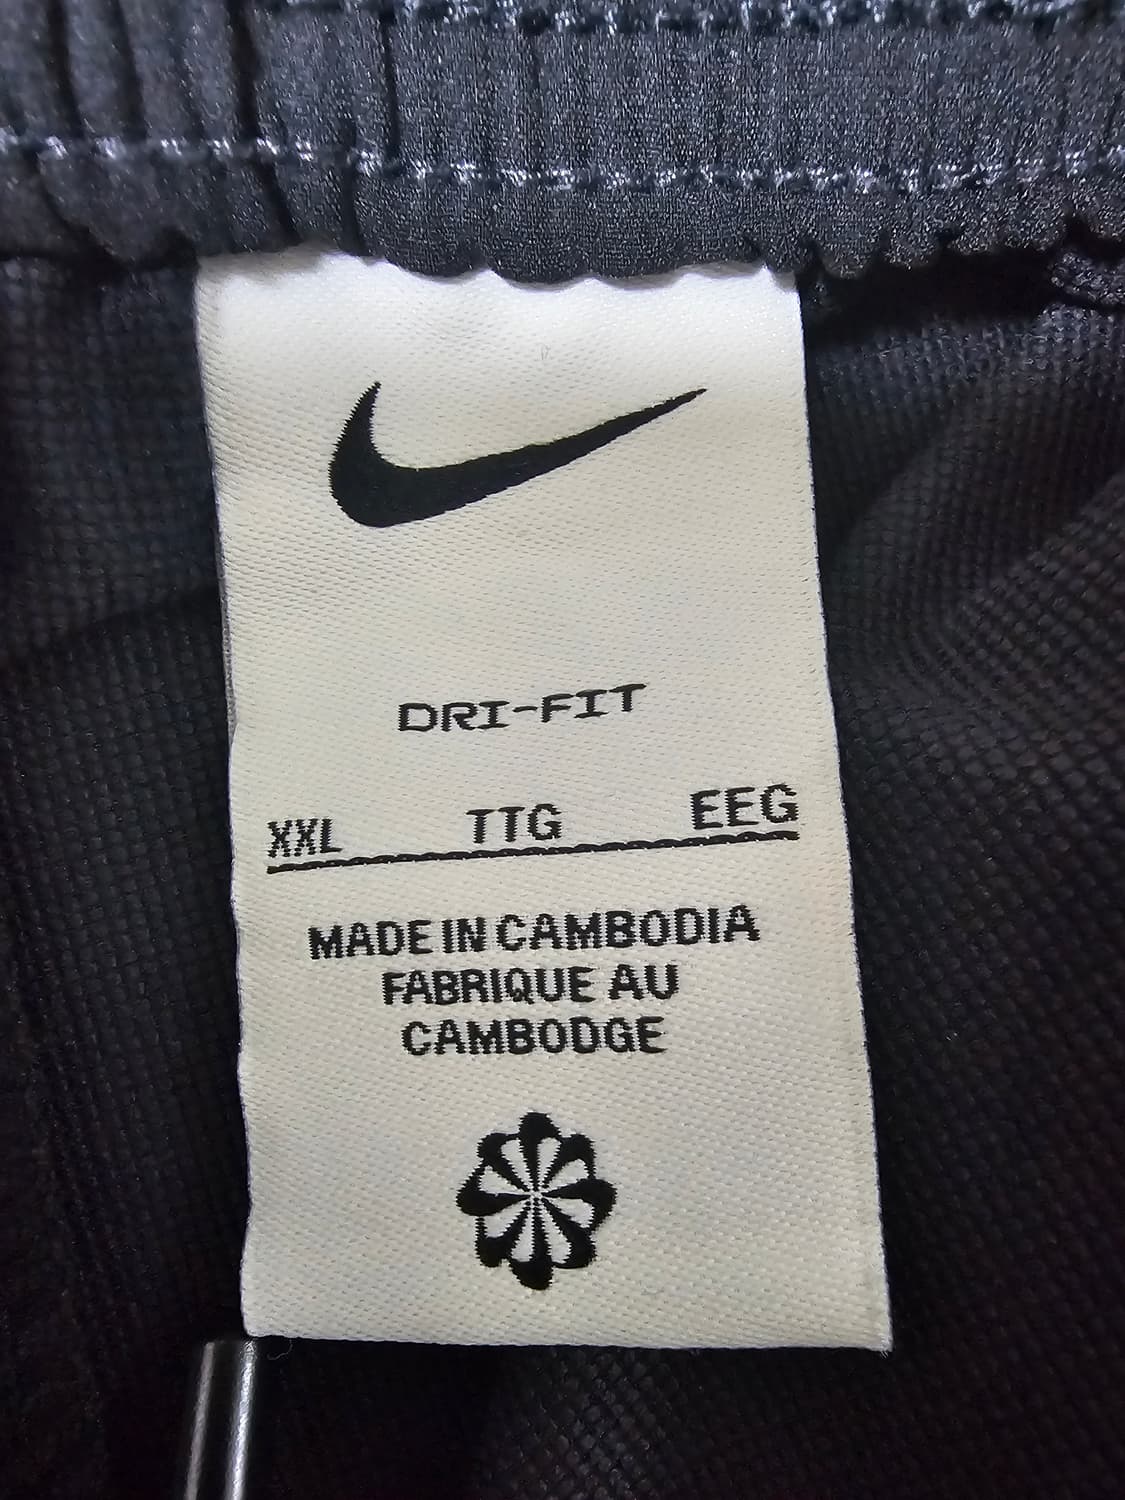 DRI-FIT
XXL TTG EEG
MADE IN CAMBODIA
FABRIQUE AU
CAMBODGE